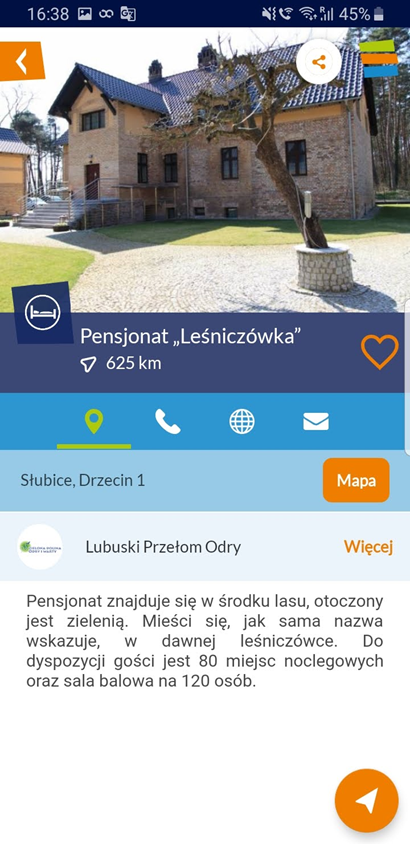 16:38
45%
Pensjonat „Leśniczówka”
625 km
Słubice, Drzecin 1
Mapa
Lubuski Przełom Odry
Więcej
Pensjonat znajduje się w środku lasu, otoczony
jest zielenią. Mieści się, jak sama nazwa
wskazuje, w dawnej leśniczówce. Do
dyspozycji gości jest 80 miejsc noclegowych
oraz sala balowa na 120 osób.